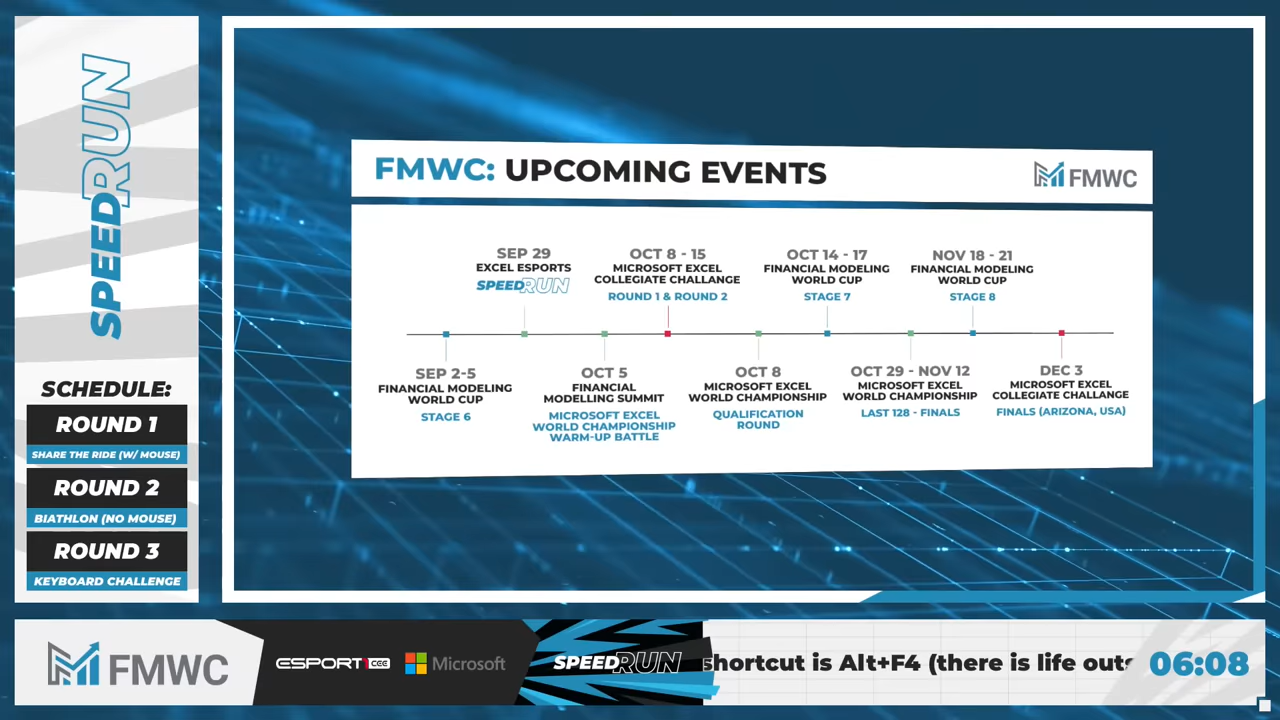 SPEEDRUN
SCHEDULE:
ROUND 1
SHARE THE RIDE (W/ MOUSE)
ROUND 2
BIATHLON (NO MOUSE)
ROUND 3
KEYBOARD CHALLENGE
FMWC: UPCOMING EVENTS
FMWC
SEP 29
EXCEL ESPORTS
SPEEDRUN
OCT 8 - 15
MICROSOFT EXCEL
COLLEGIATE CHALLANGE
ROUND 1 & ROUND 2
OCT 14 - 17
FINANCIAL MODELING
WORLD CUP
STAGE 7
NOV 18 - 21
FINANCIAL MODELING
WORLD CUP
STAGE 8
SEP 2-5
FINANCIAL MODELING
WORLD CUP
STAGE 6
OCT 5
FINANCIAL
MODELLING SUMMIT
MICROSOFT EXCEL
WORLD CHAMPIONSHIP
WARM-UP BATTLE
OCT 8
MICROSOFT EXCEL
WORLD CHAMPIONSHIP
QUALIFICATION
ROUND
OCT 29 - NOV 12
MICROSOFT EXCEL
WORLD CHAMPIONSHIP
LAST 128 - FINALS
DEC 3
MICROSOFT EXCEL
COLLEGIATE CHALLANGE
FINALS (ARIZONA, USA)
FMWC
ESPORT1 CEE
Microsoft
SPEEDRUN
shortcut is Alt+F4 (there is life outs
06:08